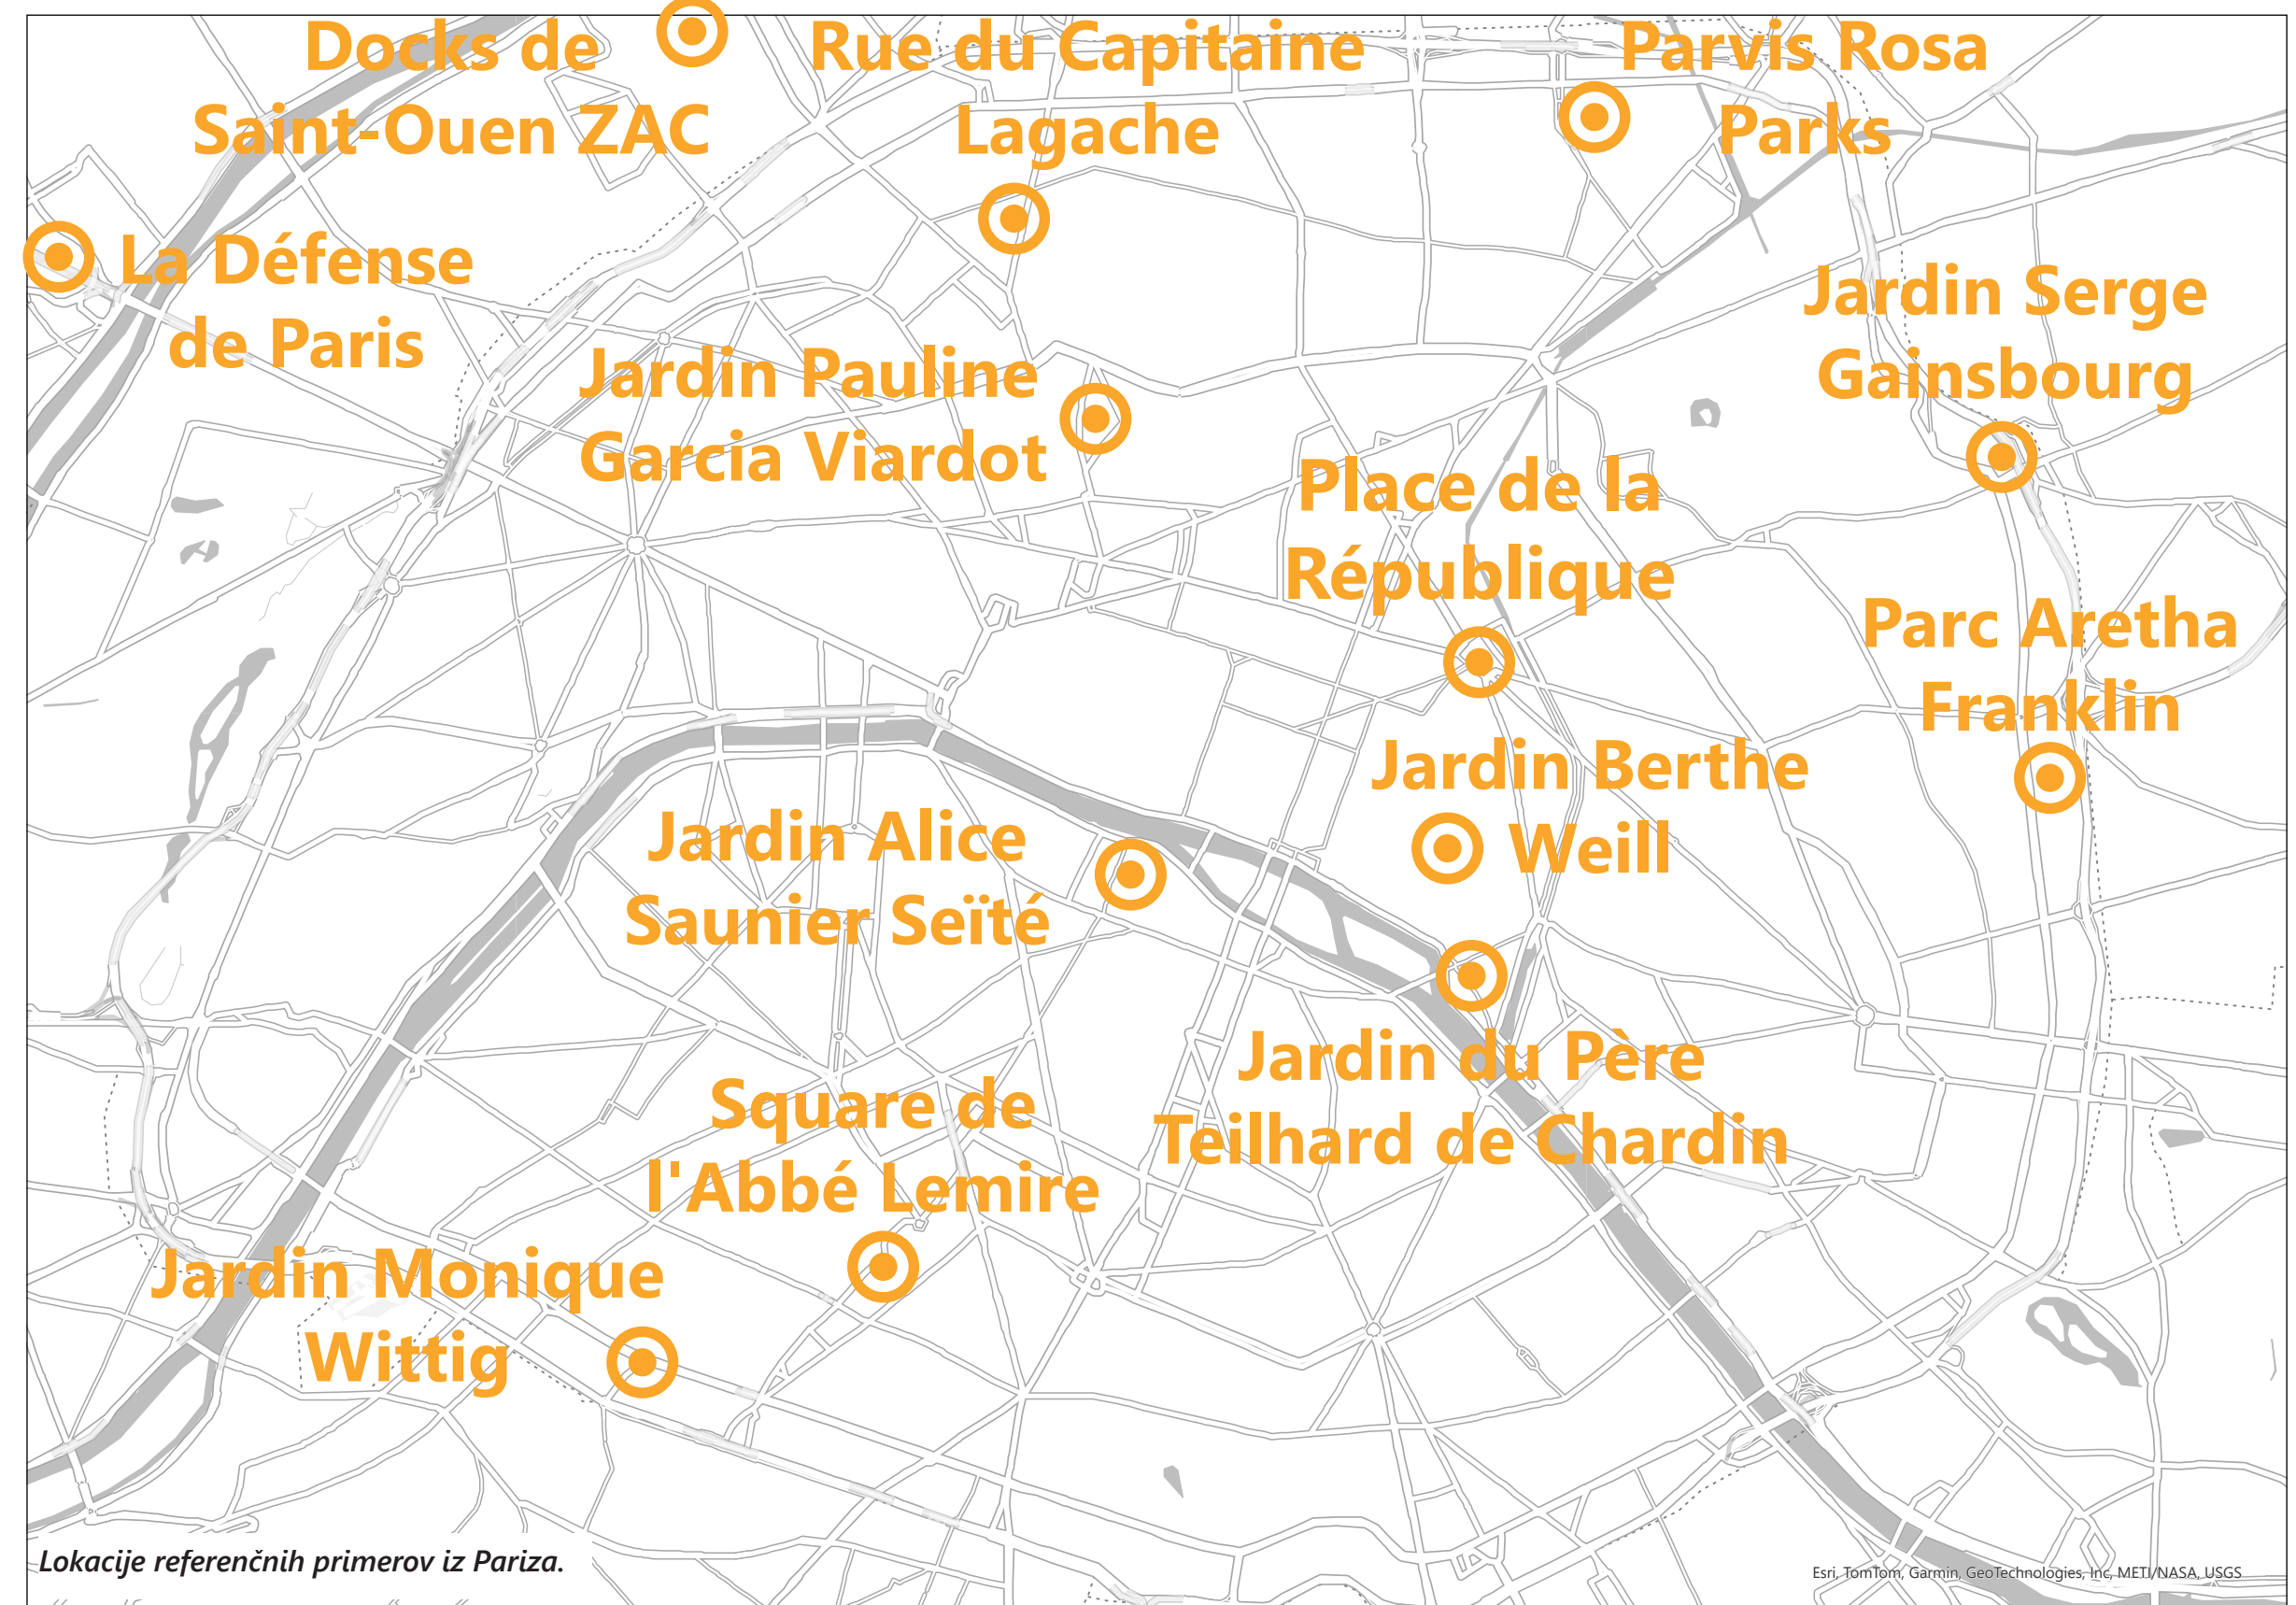 Docks de
Saint-Ouen ZAC
Rue du Capitaine
Lagache
Parvis Rosa
Parks
La Défense
de Paris
Jardin Serge
Gainsbourg
Jardin Pauline
Garcia Viardot
Place de la
République
Parc Aretha
Franklin
Jardin Berthe
Weill
Jardin Alice
Saunier Seïté
Jardin du Père
Teilhard de Chardin
Square de
l'Abbé Lemire
Jardin Monique
Wittig
Lokacije referenčnih primerov iz Pariza.
Esri, TomTom, Garmin, GeoTechnologies, Inc, METI/NASA, USGS